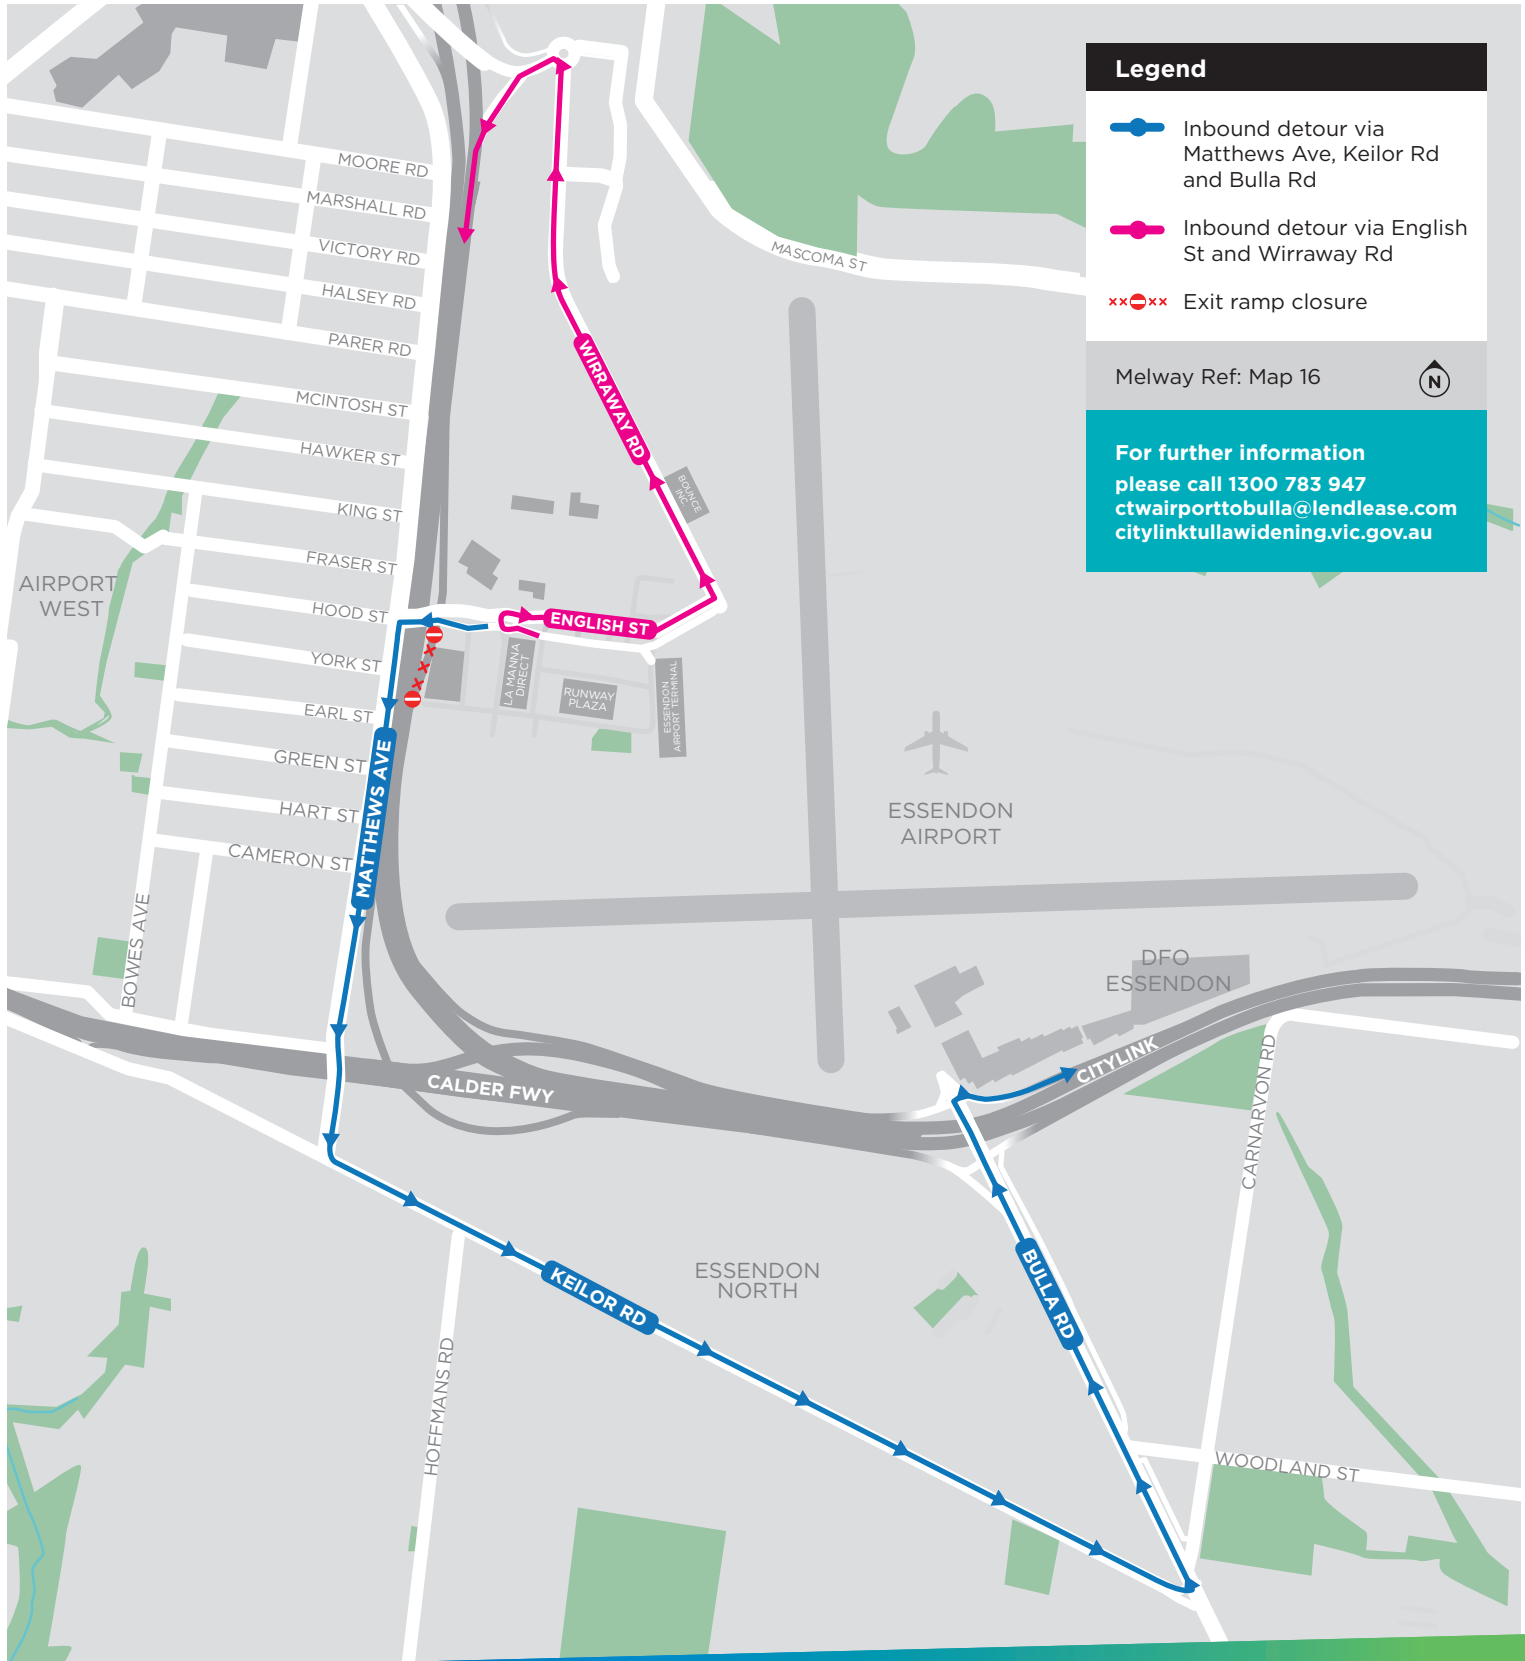 Legend
Inbound detour via
Matthews Ave, Keilor Rd
and Bulla Rd
Inbound detour via English
St and Wirraway Rd
Exit ramp closure
Melway Ref: Map 16
N
For further information
please call 1300 783 947
ctwairporttobulla@lendlease.com
citylinktullawidening.vic.gov.au
MOORE RD
MARSHALL RD
VICTORY RD
HALSEY RD
PARER RD
MCINTOSH ST
HAWKER ST
KING ST
FRASER ST
HOOD ST
YORK ST
EARL ST
GREEN ST
HART ST
CAMERON ST
AIRPORT
WEST
BOWES AVE
MATTHEWS AVE
MASCOMA ST
WIRRAWAY RD
BOUNCE
INC.
ENGLISH ST
LA MANNA
DIRECT
RUNWAY
PLAZA
ESSENDON
AIRPORT TERMINAL
ESSENDON
AIRPORT
DFO
ESSENDON
CITYLINK
CALDER FWY
CARNARVON RD
ESSENDON
NORTH
KEILOR RD
BULLA RD
HOFFMANS RD
WOODLAND ST